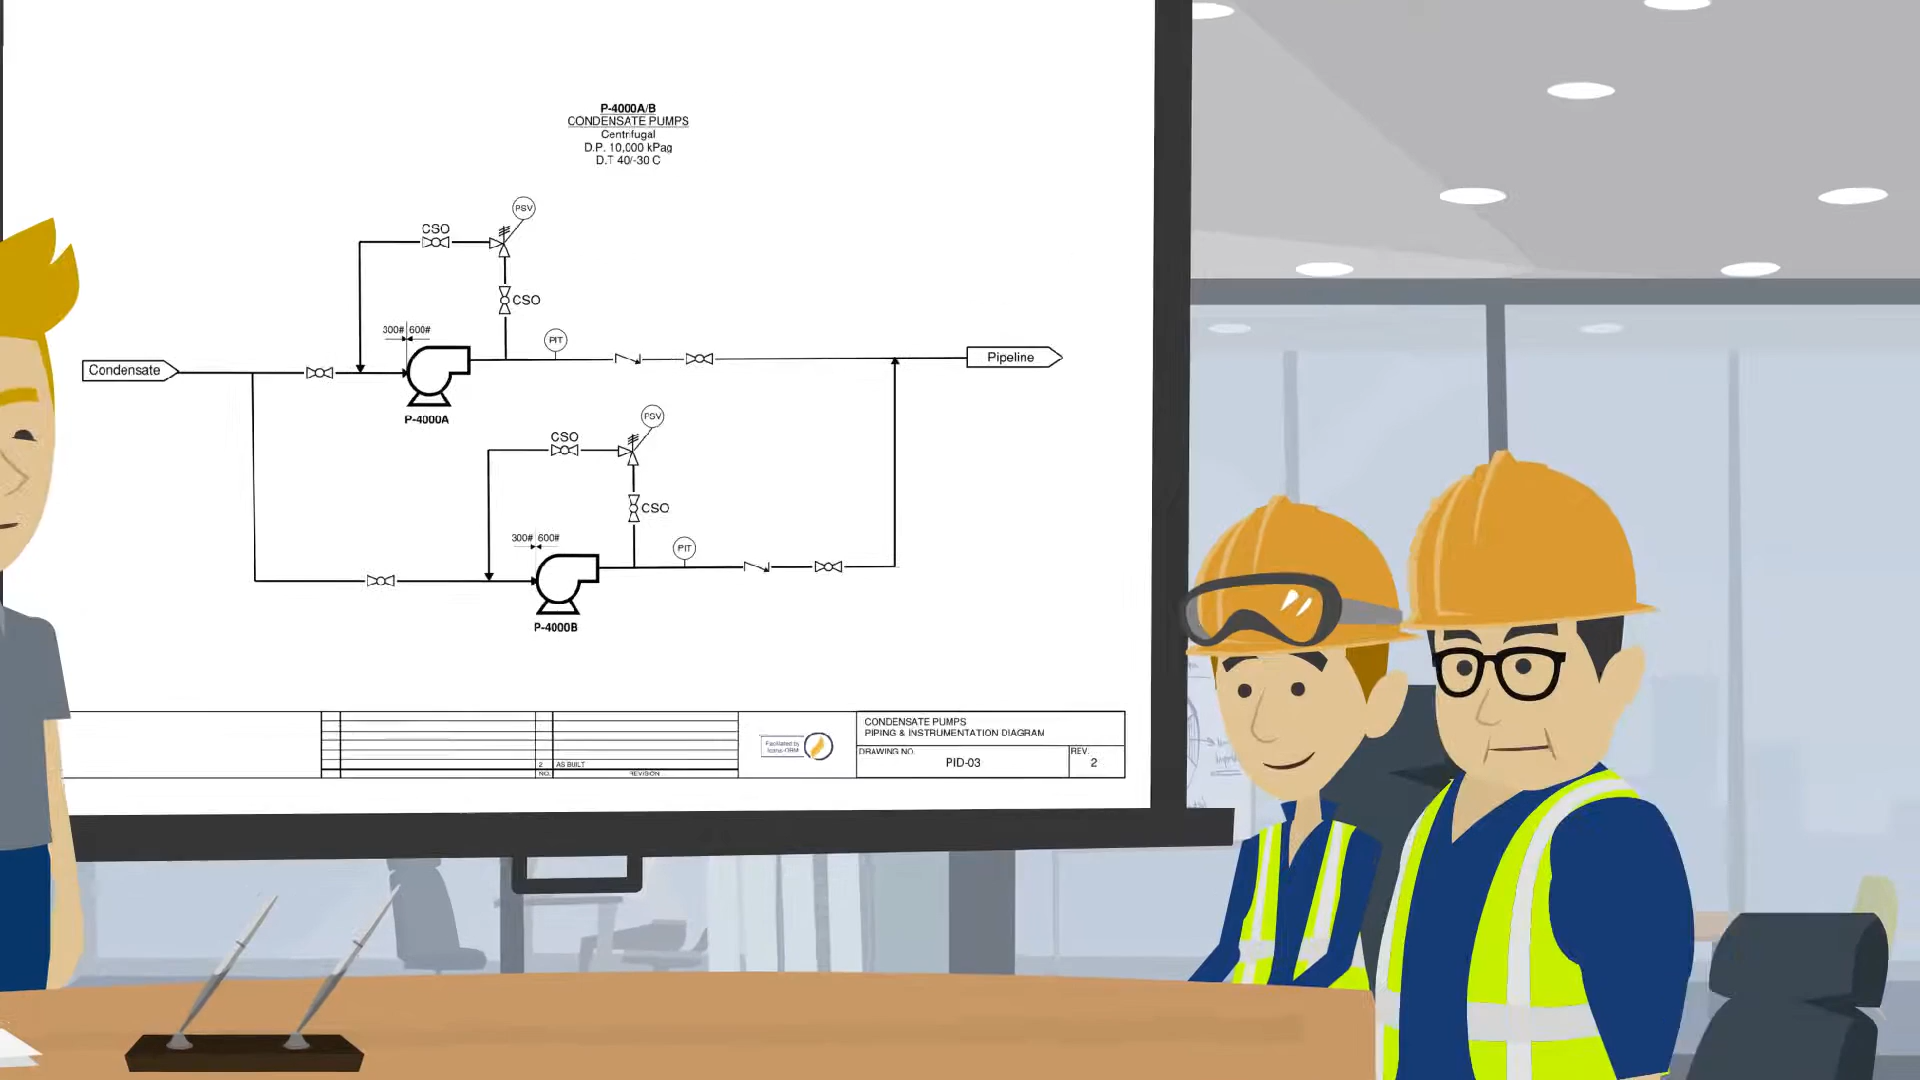 P-4000A/B
CONDENSATE PUMPS
Centrifugal
D.P. 10,000 kPag
D.T 40/-30 C
PSV
CSO
CSO
300# 600#
PIT
Condensate
Pipeline
P-4000A
PSV
CSO
CSO
300# 600#
PIT
P-4000B
CONDENSATE PUMPS
PIPING & INSTRUMENTATION DIAGRAM
Facilitated by
DRAWING NO.
REV.
PID-03
2
2 AS BUILT
NO. REVISION